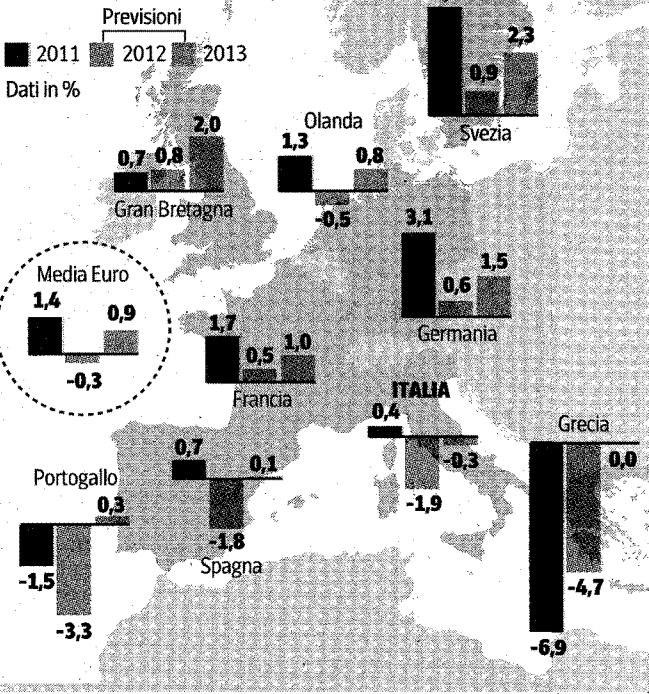 Previsioni
2011 2012 2013
Dati in %
2,3
0,9
Svezia
Olanda
1,3
0,8
-0,5
2,0
0,7 0,8
Gran Bretagna
3,1
0,6
1,5
Germania
Media Euro
1,4
0,9
-0,3
1,7
0,5
1,0
Francia
ITALIA
0,4
-0,3
-1,9
Grecia
0,0
-4,7
-6,9
0,7
0,1
-1,8
Spagna
Portogallo
0,3
-1,5
-3,3